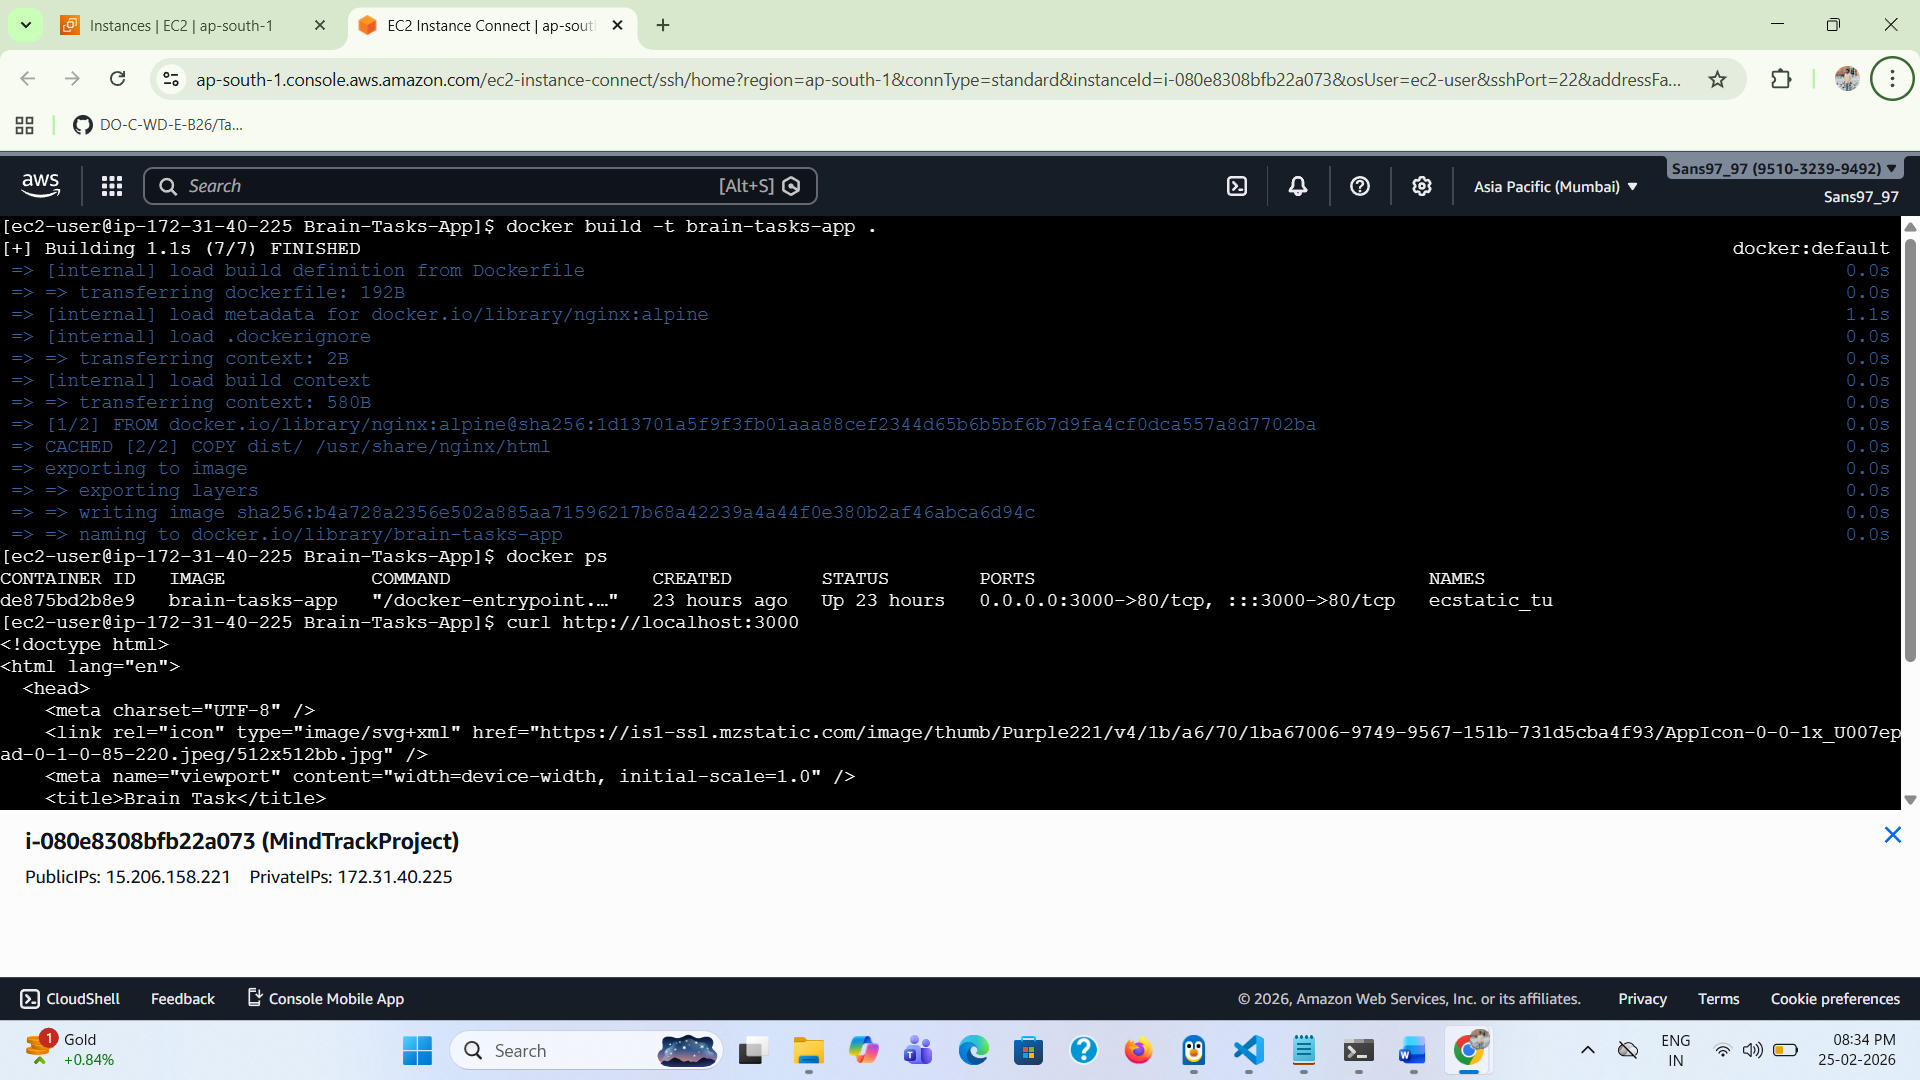 Instances | EC2 | ap-south-1
EC2 Instance Connect | ap-sout
ap-south-1.console.aws.amazon.com/ec2-instance-connect/ssh/home?region=ap-south-1&connType=standard&instanceId=i-080e8308bfb22a073&osUser=ec2-user&sshPort=22&addressFa...
DO-C-WD-E-B26/Ta...
aws
Search [Alt+S]
Asia Pacific (Mumbai)
Sans97_97 (9510-3239-9492)
Sans97_97
[ec2-user@ip-172-31-40-225 Brain-Tasks-App]$ docker build -t brain-tasks-app .
[+] Building 1.1s (7/7) FINISHED docker:default
=> [internal] load build definition from Dockerfile 0.0s
=> => transferring dockerfile: 192B 0.0s
=> [internal] load metadata for docker.io/library/nginx:alpine 1.1s
=> [internal] load .dockerignore 0.0s
=> => transferring context: 2B 0.0s
=> [internal] load build context 0.0s
=> => transferring context: 580B 0.0s
=> [1/2] FROM docker.io/library/nginx:alpine@sha256:1d13701a5f9f3fb01aaa88cef2344d65b6b5bf6b7d9fa4cf0dca557a8d7702ba 0.0s
=> CACHED [2/2] COPY dist/ /usr/share/nginx/html 0.0s
=> exporting to image 0.0s
=> => exporting layers 0.0s
=> => writing image sha256:b4a728a2356e502a885aa71596217b68a42239a4a44f0e380b2af46abca6d94c 0.0s
=> => naming to docker.io/library/brain-tasks-app 0.0s
[ec2-user@ip-172-31-40-225 Brain-Tasks-App]$ docker ps
CONTAINER ID IMAGE COMMAND CREATED STATUS PORTS NAMES
de875bd2b8e9 brain-tasks-app "/docker-entrypoint.…" 23 hours ago Up 23 hours 0.0.0.0:3000->80/tcp, :::3000->80/tcp ecstatic_tu
[ec2-user@ip-172-31-40-225 Brain-Tasks-App]$ curl http://localhost:3000
<!doctype html>
<html lang="en">
<head>
<meta charset="UTF-8" />
<link rel="icon" type="image/svg+xml" href="https://is1-ssl.mzstatic.com/image/thumb/Purple221/v4/1b/a6/70/1ba67006-9749-9567-151b-731d5cba4f93/AppIcon-0-0-1x_U007ep
ad-0-1-0-85-220.jpeg/512x512bb.jpg" />
<meta name="viewport" content="width=device-width, initial-scale=1.0" />
<title>Brain Task</title>
i-080e8308bfb22a073 (MindTrackProject)
PublicIPs: 15.206.158.221 PrivateIPs: 172.31.40.225
CloudShell Feedback Console Mobile App © 2026, Amazon Web Services, Inc. or its affiliates. Privacy Terms Cookie preferences
1
Gold
+0.84%
Search
ENG
IN
08:34 PM
25-02-2026